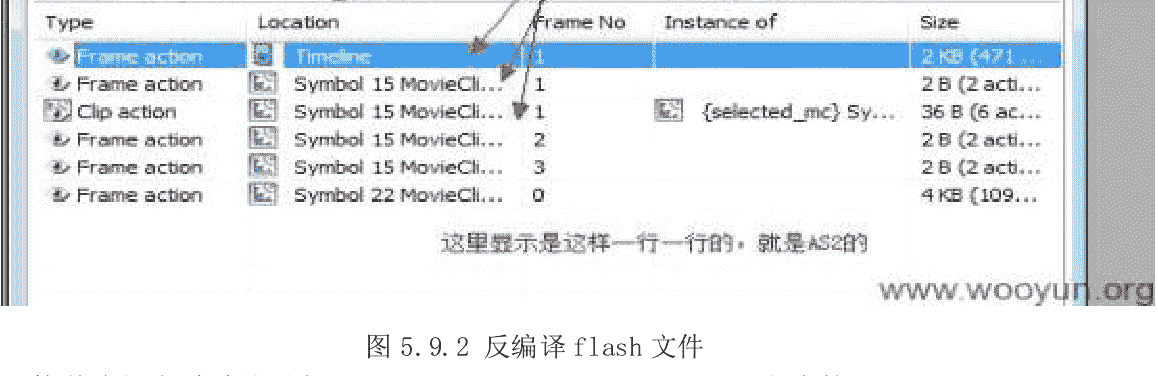 Type Location Frame No Instance of Size
Frame action Timeline 1 2 KB (471 ...
Frame action Symbol 15 MovieCli... 1 2 B (2 acti...
Clip action Symbol 15 MovieCli... 1 {selected_mc} Sy... 36 B (6 ac...
Frame action Symbol 15 MovieCli... 2 2 B (2 acti...
Frame action Symbol 15 MovieCli... 3 2 B (2 acti...
Frame action Symbol 22 MovieCli... 0 4 KB (109...
这里显示是这样一行一行的，就是AS2的
www.wooyun.org
图 5.9.2 反编译 flash 文件